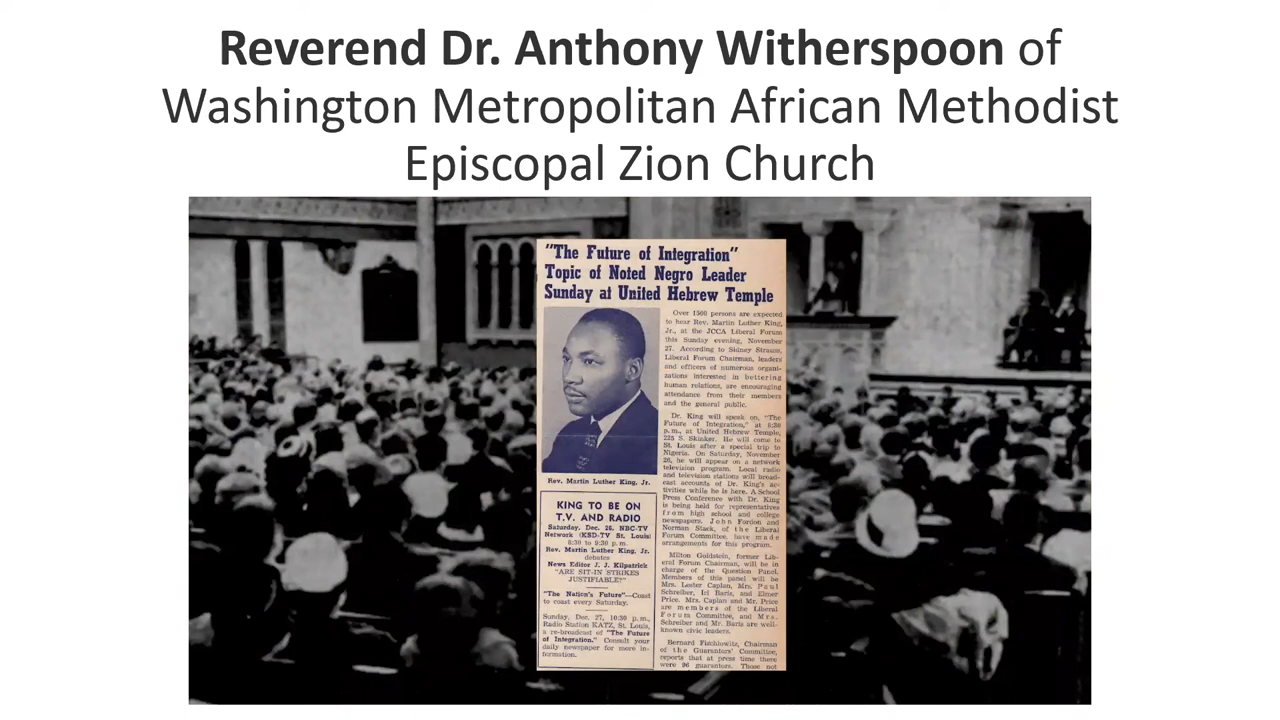 Reverend Dr. Anthony Witherspoon of
Washington Metropolitan African Methodist
Episcopal Zion Church
"The Future of Integration"
Topic of Noted Negro Leader
Sunday at United Hebrew Temple
Rev. Martin Luther King, Jr.
KING TO BE ON
T.V. AND RADIO
Saturday, Dec. 26, NBC-TV
Network (KSD-TV St. Louis)
8:30 to 9:30 p. m.
Rev. Martin Luther King, Jr.
debates
News Editor J. J. Kilpatrick
"ARE SIT-IN STRIKES
JUSTIFIABLE?"
"The Nation's Future"—Coast
to coast every Saturday.
Sunday, Dec. 27, 10:30 p. m.,
Radio Station KATZ, St. Louis,
a re-broadcast of "The Future
of Integration." Consult your
daily newspaper for more in-
formation.
Over 1500 persons are expected
to hear Rev. Martin Luther King,
Jr., at the JCCA Liberal Forum
this Sunday evening, November
27. According to Sidney Strauss,
Liberal Forum Chairman, leaders
and officers of numerous organi-
zations interested in bettering
human relations, are encouraging
attendance from their members
and the general public.
Dr. King will speak on, "The
Future of Integration," at 8:30
p. m., at United Hebrew Temple,
225 S. Skinker. He will come to
St. Louis after a special trip to
Nigeria. On Saturday, November
26, he will appear on a network
television program. Local radio
and television stations will broad-
cast accounts of Dr. King's ac-
tivities while he is here. A School
Press Conference with Dr. King
is being held for representatives
from high school and college
newspapers. John Fordon and
Norman Stack, of the Liberal
Forum Committee, have made
arrangements for this program.
Milton Goldstein, former Lib-
eral Forum Chairman, will be in
charge of the Question Panel.
Members of this panel will be
Mrs. Lester Caplan, Mrs. Paul
Schreiber, Baris, and Elmer
Price. Mrs. Caplan and Mr. Price
are members of the Liberal
Forum Committee, and Mrs.
Schreiber and Mr. Baris are well-
known civic leaders.
Bernard Fischlowitz, Chairman
of the Guarantors' Committee,
reports that at press time there
were 96 guarantors. Those not